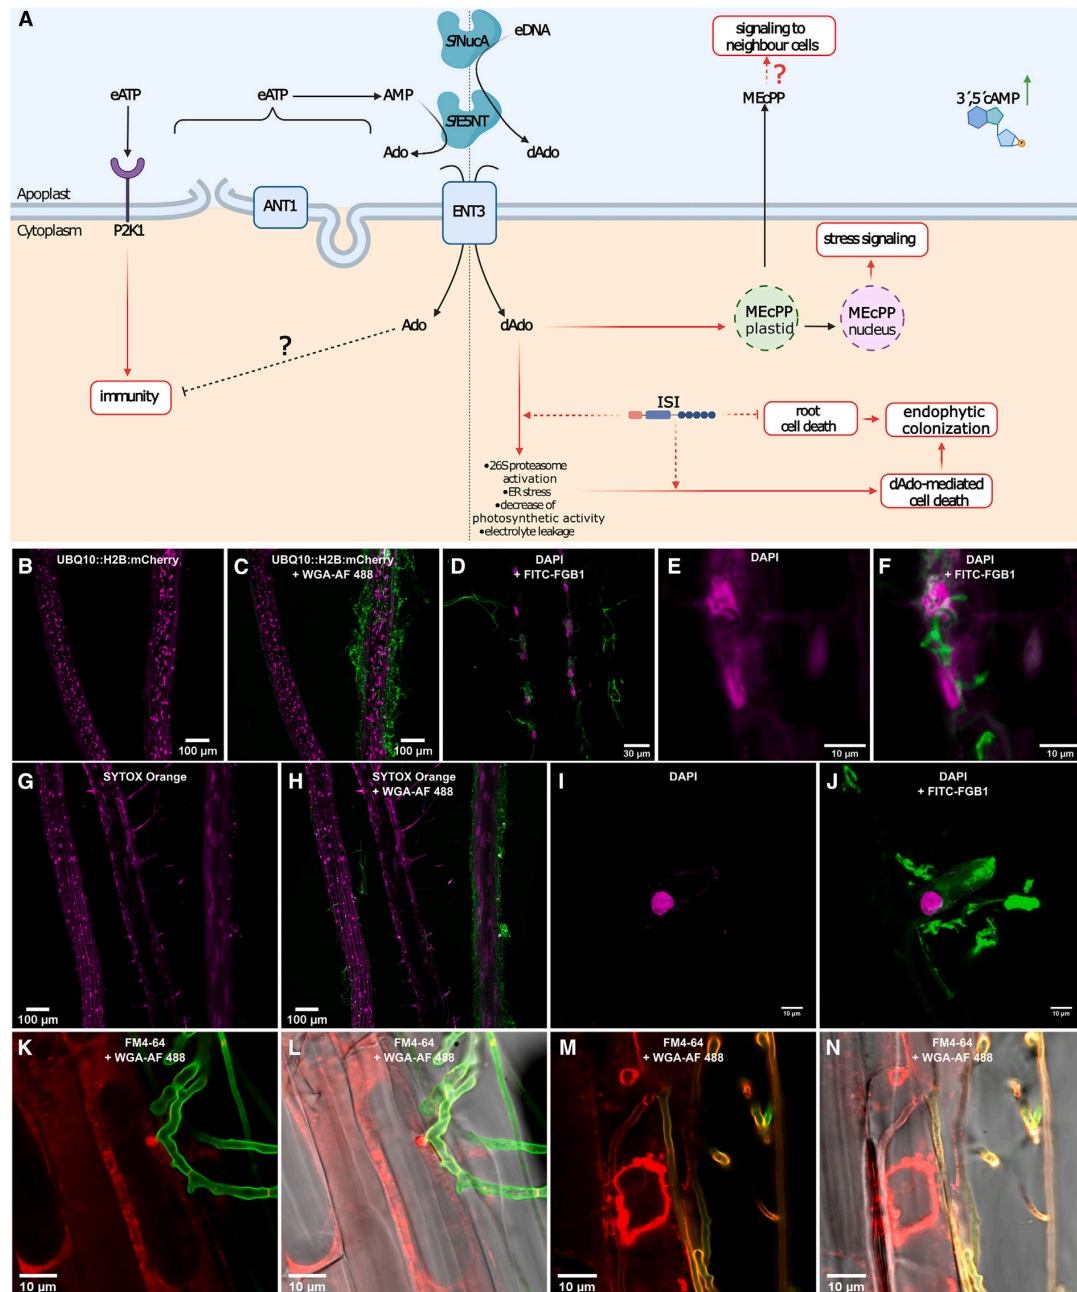 A
SlNucA
eDNA
signaling to
neighbour cells
?
eATP
eATP
AMP
MEcPP
3´,5´cAMP
SlE5NT
Ado
dAdo
P
Apoplast
ANT1
ENT3
Cytoplasm
P2K1
stress signaling
MEcPP
plastid
MEcPP
nucleus
Ado
dAdo
?
immunity
ISI
root
cell death
endophytic
colonization
•26S proteasome
activation
•ER stress
•decrease of
photosynthetic activity
•electrolyte leakage
dAdo-mediated
cell death
B
UBQ10::H2B:mCherry
100 µm
C
UBQ10::H2B:mCherry
+ WGA-AF 488
100 µm
D
DAPI
+ FITC-FGB1
30 µm
E
DAPI
10 µm
F
DAPI
+ FITC-FGB1
10 µm
G
SYTOX Orange
100 µm
H
SYTOX Orange
+ WGA-AF 488
100 µm
I
DAPI
10 µm
J
DAPI
+ FITC-FGB1
10 µm
K
FM4-64
+ WGA-AF 488
10 µm
L
FM4-64
+ WGA-AF 488
10 µm
M
FM4-64
+ WGA-AF 488
10 µm
N
FM4-64
+ WGA-AF 488
10 µm